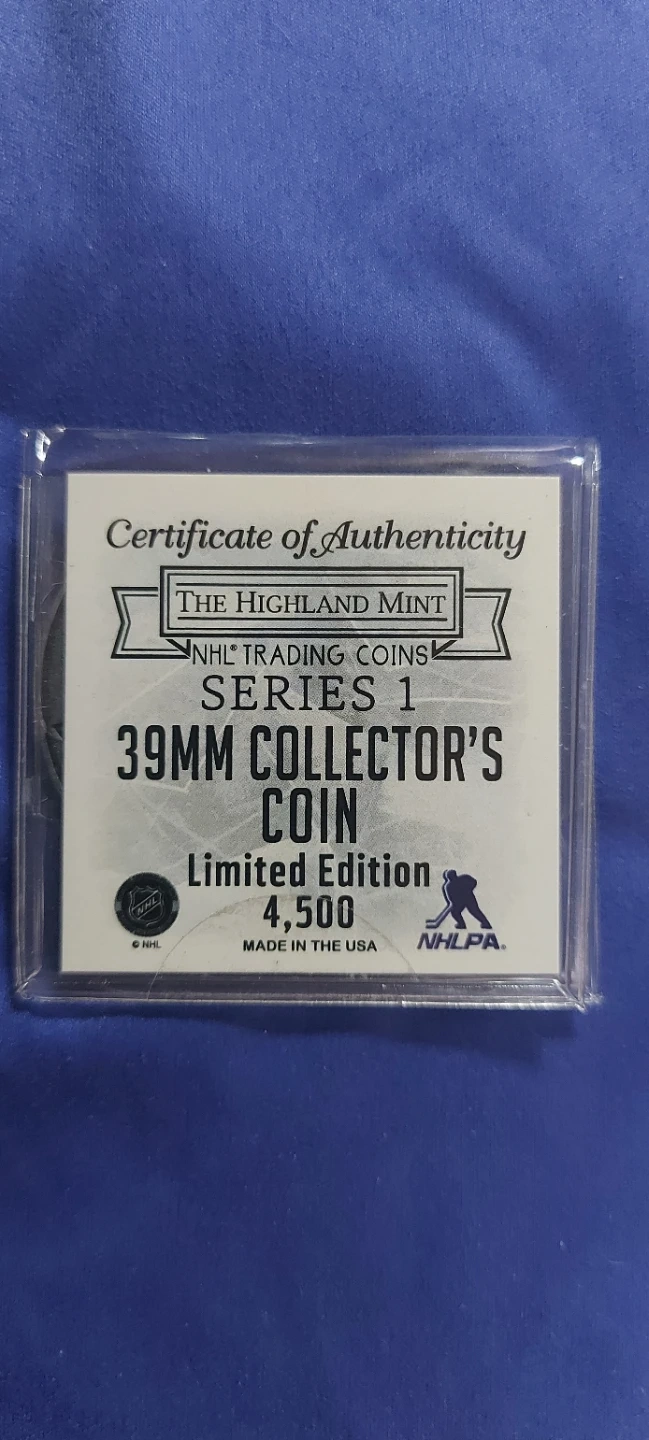 Certificate of Authenticity
THE HIGHLAND MINT
NHL® TRADING COINS
SERIES 1
39MM COLLECTOR'S
COIN
Limited Edition
4,500
MADE IN THE USA
NHL
© NHL
NHLPA®